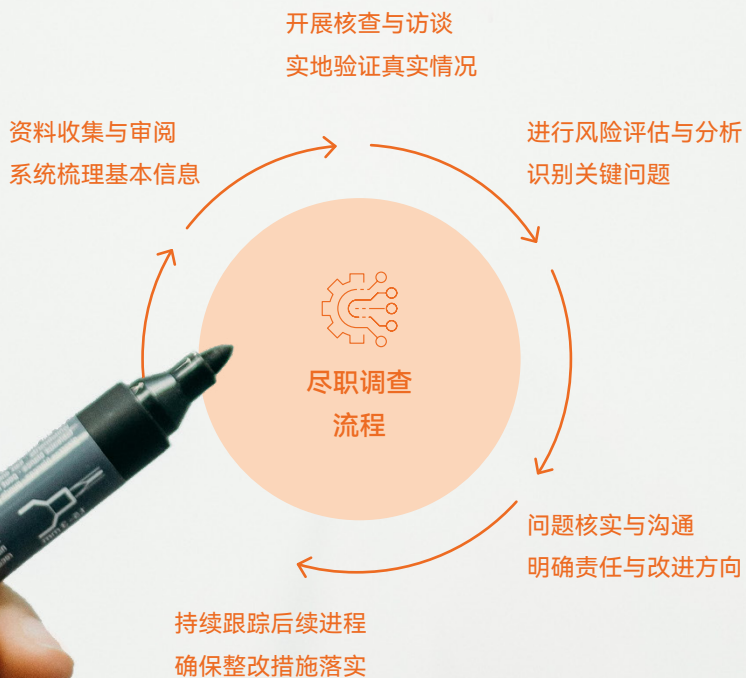 开展核查与访谈
实地验证真实情况
资料收集与审阅
系统梳理基本信息
进行风险评估与分析
识别关键问题
尽职调查
流程
问题核实与沟通
明确责任与改进方向
持续跟踪后续进程
确保整改措施落实